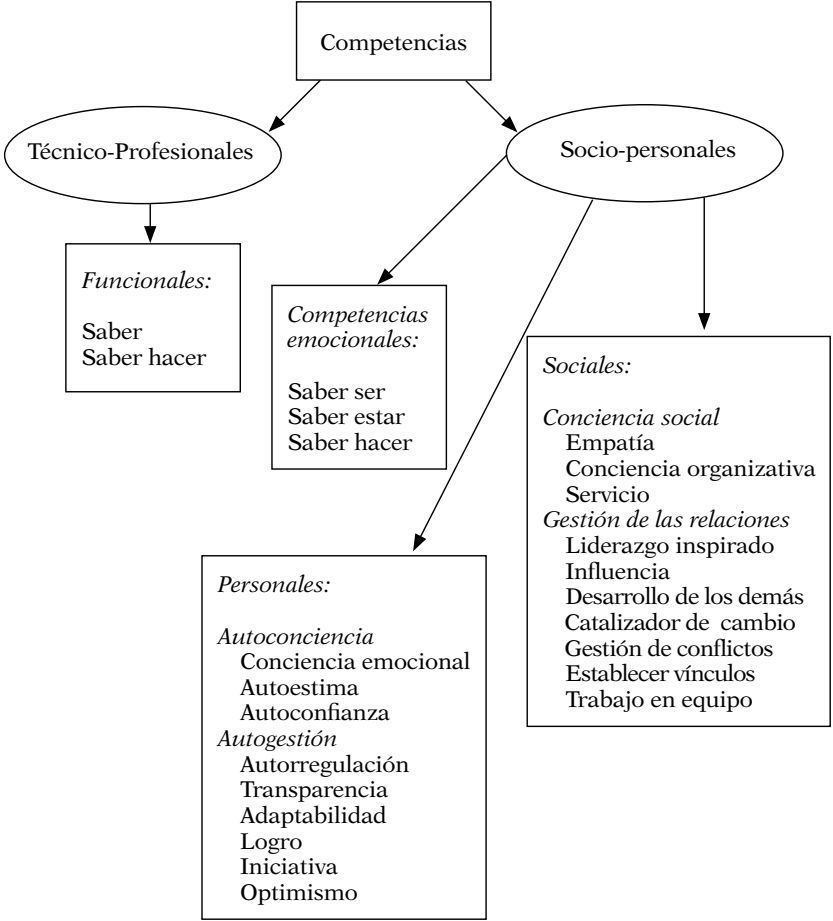 Competencias
Técnico-Profesionales
Socio-personales
Funcionales:
Saber
Saber hacer
Competencias
emocionales:
Saber ser
Saber estar
Saber hacer
Sociales:
Conciencia social
Empatía
Conciencia organizativa
Servicio
Gestión de las relaciones
Liderazgo inspirado
Influencia
Desarrollo de los demás
Catalizador de cambio
Gestión de conflictos
Establecer vínculos
Trabajo en equipo
Personales:
Autoconciencia
Conciencia emocional
Autoestima
Autoconfianza
Autogestión
Autorregulación
Transparencia
Adaptabilidad
Logro
Iniciativa
Optimismo